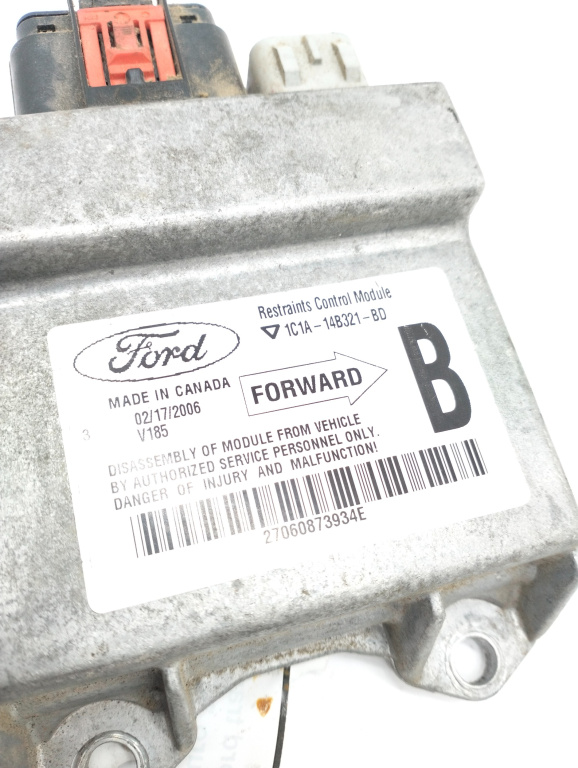 Ford
Restraints Control Module
1C1A-14B321-BD
MADE IN CANADA
02/17/2006
V185
3
FORWARD
B
DISASSEMBLY OF MODULE FROM VEHICLE
BY AUTHORIZED SERVICE PERSONNEL ONLY.
DANGER OF INJURY AND MALFUNCTION!
27060873934E